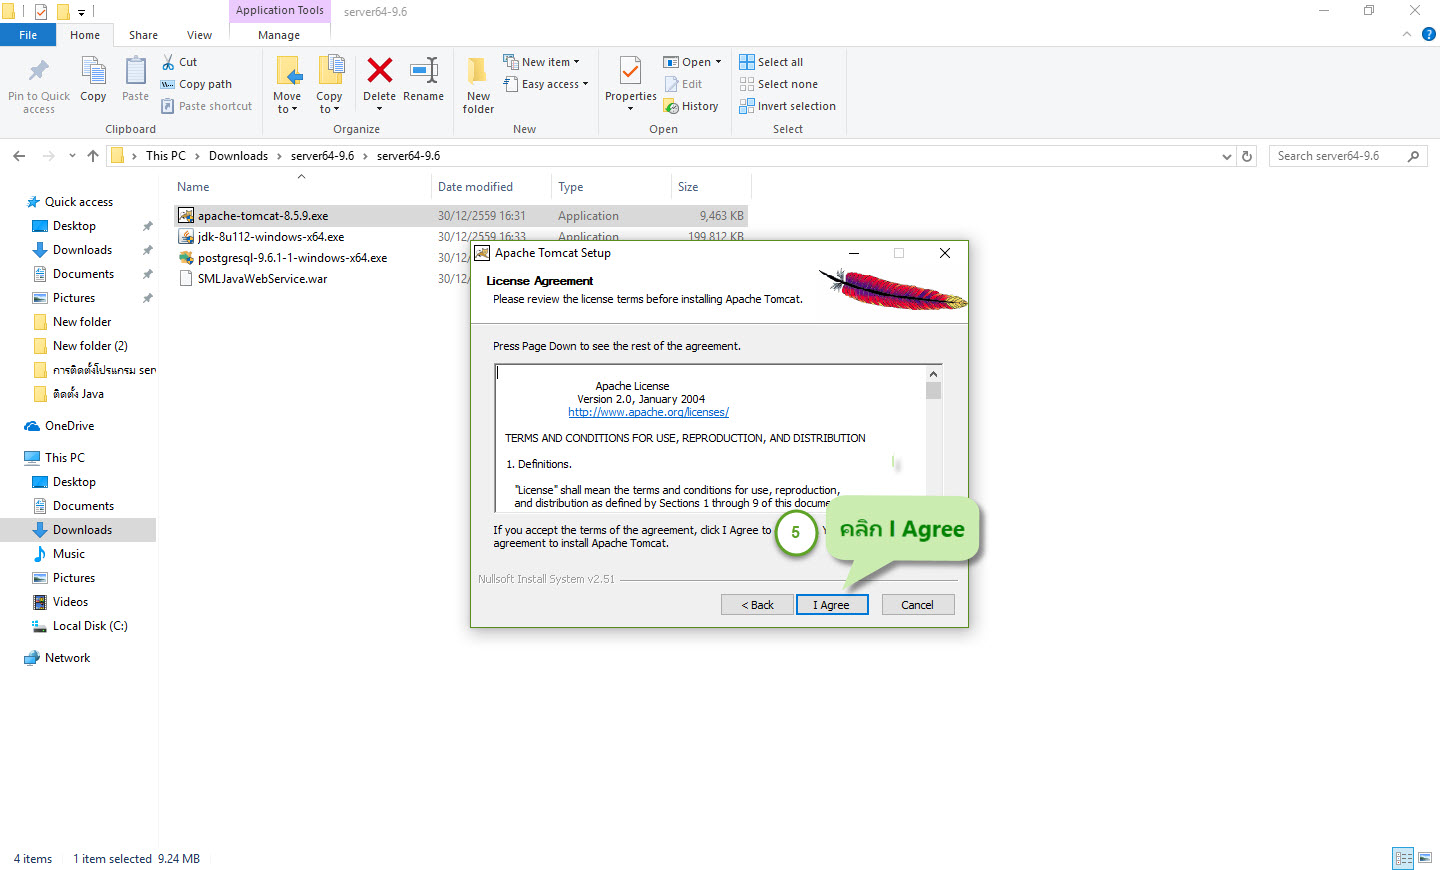 Application Tools
server64-9.6
File
Home
Share
View
Manage
Pin to Quick access
Copy
Paste
Cut
Copy path
Paste shortcut
Clipboard
Move to
Copy to
Delete
Rename
Organize
New folder
New item
Easy access
New
Properties
Open
Edit
History
Open
Select all
Select none
Invert selection
Select
This PC > Downloads > server64-9.6 > server64-9.6
Search server64-9.6
Name
Date modified
Type
Size
apache-tomcat-8.5.9.exe 30/12/2559 16:31 Application 9,463 KB
jdk-8u112-windows-x64.exe 30/12/2559 16:33 Application 199,812 KB
postgresql-9.6.1-1-windows-x64.exe 30/12/
SMLJavaWebService.war 30/12/
Quick access
Desktop
Downloads
Documents
Pictures
New folder
New folder (2)
การติดตั้งโปรแกรม ser
ติดตั้ง Java
OneDrive
This PC
Desktop
Documents
Downloads
Music
Pictures
Videos
Local Disk (C:)
Network
Apache Tomcat Setup
License Agreement
Please review the license terms before installing Apache Tomcat.
Press Page Down to see the rest of the agreement.
Apache License
Version 2.0, January 2004
http://www.apache.org/licenses/
TERMS AND CONDITIONS FOR USE, REPRODUCTION, AND DISTRIBUTION
1. Definitions.
"License" shall mean the terms and conditions for use, reproduction,
and distribution as defined by Sections 1 through 9 of this docume
If you accept the terms of the agreement, click I Agree to
agreement to install Apache Tomcat.
5
คลิก I Agree
Nullsoft Install System v2.51
< Back
I Agree
Cancel
4 items
1 item selected 9.24 MB